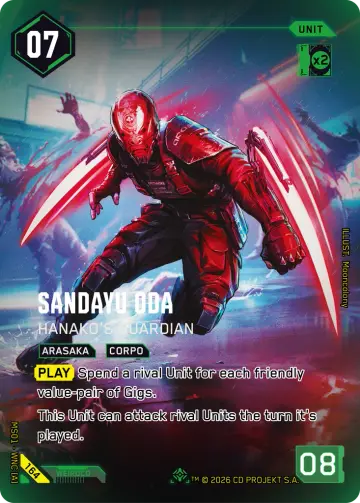 07
UNIT
x2
SANDAYU ODA
HANAKO'S GUARDIAN
ARASAKA CORPO
PLAY Spend a rival Unit for each friendly
value-pair of Gigs.
This Unit can attack rival Units the turn it's
played.
ILLUST. Mooncolony
164
™ © 2026 CD PROJEKT S.A.
08